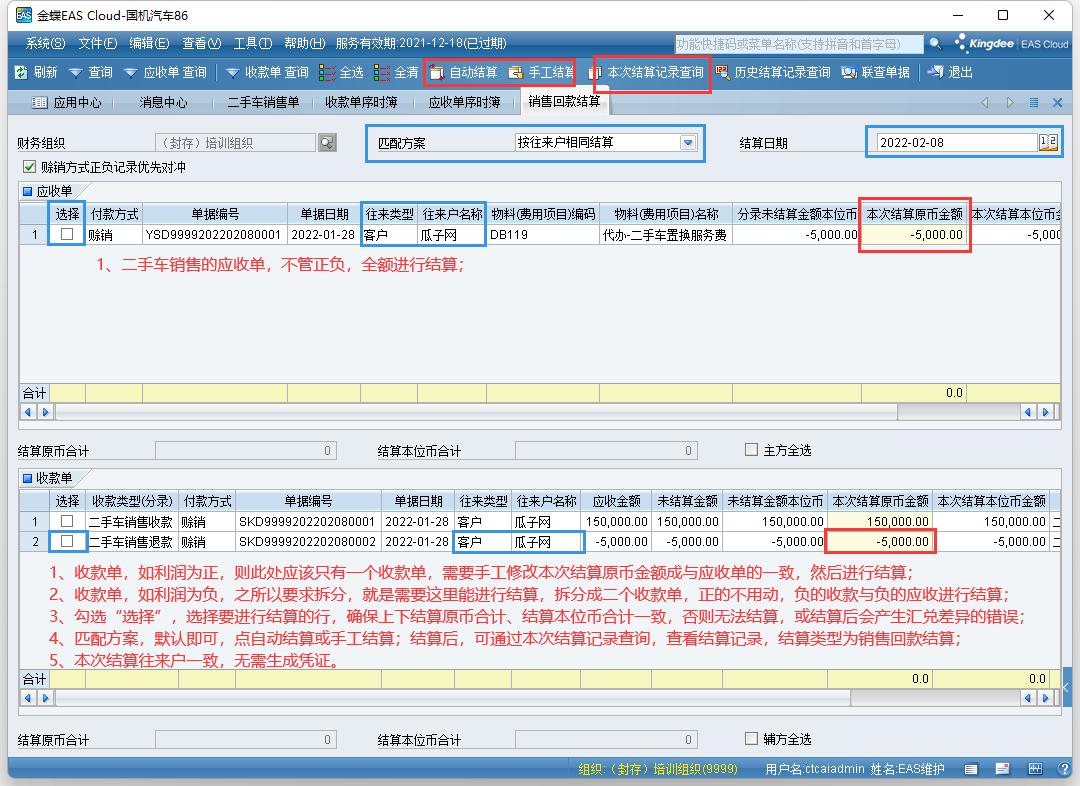 EAS 金蝶EAS Cloud-国机汽车86
系统(S) 文件(F) 编辑(E) 查看(V) 工具(T) 帮助(H) 服务有效期:2021-12-18(已过期) 功能快捷码或菜单名称(支持拼音和首字母) Kingdee EAS Cloud
刷新 查询 应收单 查询 收款单 查询 全选 全清 自动结算 手工结算 本次结算记录查询 历史结算记录查询 联查单据 退出
应用中心 消息中心 二手车销售单 收款单序时簿 应收单序时簿 销售回款结算
财务组织 (封存）培训组织 匹配方案 按往来户相同结算 结算日期 2022-02-08
赊销方式正负记录优先对冲
应收单
选择 付款方式 单据编号 单据日期 往来类型 往来户名称 物料(费用项目)编码 物料(费用项目)名称 分录未结算金额本位币 本次结算原币金额 本次结算本位币金
1 赊销 YSD9999202202080001 2022-01-28 客户 瓜子网 DB119 代办-二手车置换服务费 -5,000.00 -5,000.00 -5,00
1、二手车销售的应收单，不管正负，全额进行结算；
合计 0.0
结算原币合计 0 结算本位币合计 0 主方全选
收款单
选择 收款类型(分录) 付款方式 单据编号 单据日期 往来类型 往来户名称 应收金额 未结算金额 未结算金额本位币 本次结算原币金额 本次结算本位币金额
1 二手车销售收款 赊销 SKD9999202202080001 2022-01-28 客户 瓜子网 150,000.00 150,000.00 150,000.00 150,000.00 150,000.00 二
2 二手车销售退款 赊销 SKD9999202202080002 2022-01-28 客户 瓜子网 -5,000.00 -5,000.00 -5,000.00 -5,000.00 -5,000.00 二
1、收款单，如利润为正，则此处应该只有一个收款单，需要手工修改本次结算原币金额成与应收单的一致，然后进行结算；
2、收款单，如利润为负，之所以要求拆分，就是需要这里能进行结算，拆分成二个收款单，正的不用动，负的收款与负的应收进行结算；
3、勾选“选择”，选择要进行结算的行，确保上下结算原币合计、结算本位币合计一致，否则无法结算，或结算后会产生汇兑差异的错误；
4、匹配方案，默认即可，点自动结算或手工结算；结算后，可通过本次结算记录查询，查看结算记录，结算类型为销售回款结算；
5、本次结算往来户一致，无需生成凭证。
合计 0.0 0.0
结算原币合计 0 结算本位币合计 0 辅方全选
组织:（封存）培训组织(9999) 用户名:ctcaiadmin 姓名:EAS维护